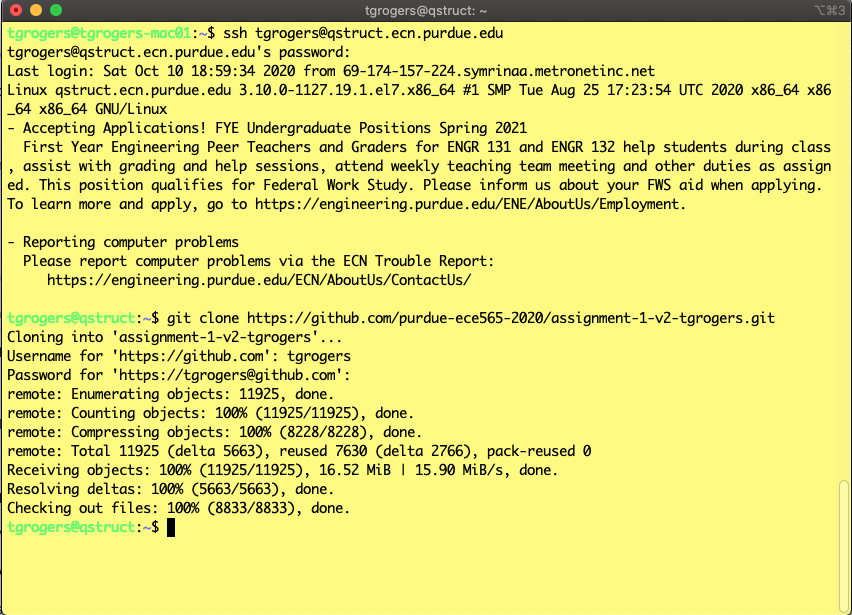 tgrogers@qstruct: ~
⌥⌘3
tgrogers@tgrogers-mac01:~$ ssh tgrogers@qstruct.ecn.purdue.edu
tgrogers@qstruct.ecn.purdue.edu's password:
Last login: Sat Oct 10 18:59:34 2020 from 69-174-157-224.symrinaa.metronetinc.net
Linux qstruct.ecn.purdue.edu 3.10.0-1127.19.1.el7.x86_64 #1 SMP Tue Aug 25 17:23:54 UTC 2020 x86_64 x86
_64 x86_64 GNU/Linux
- Accepting Applications! FYE Undergraduate Positions Spring 2021
  First Year Engineering Peer Teachers and Graders for ENGR 131 and ENGR 132 help students during class
, assist with grading and help sessions, attend weekly teaching team meeting and other duties as assign
ed. This position qualifies for Federal Work Study. Please inform us about your FWS aid when applying.
To learn more and apply, go to https://engineering.purdue.edu/ENE/AboutUs/Employment.

- Reporting computer problems
  Please report computer problems via the ECN Trouble Report:
     https://engineering.purdue.edu/ECN/AboutUs/ContactUs/

tgrogers@qstruct:~$ git clone https://github.com/purdue-ece565-2020/assignment-1-v2-tgrogers.git
Cloning into 'assignment-1-v2-tgrogers'...
Username for 'https://github.com': tgrogers
Password for 'https://tgrogers@github.com':
remote: Enumerating objects: 11925, done.
remote: Counting objects: 100% (11925/11925), done.
remote: Compressing objects: 100% (8228/8228), done.
remote: Total 11925 (delta 5663), reused 7630 (delta 2766), pack-reused 0
Receiving objects: 100% (11925/11925), 16.52 MiB | 15.90 MiB/s, done.
Resolving deltas: 100% (5663/5663), done.
Checking out files: 100% (8833/8833), done.
tgrogers@qstruct:~$